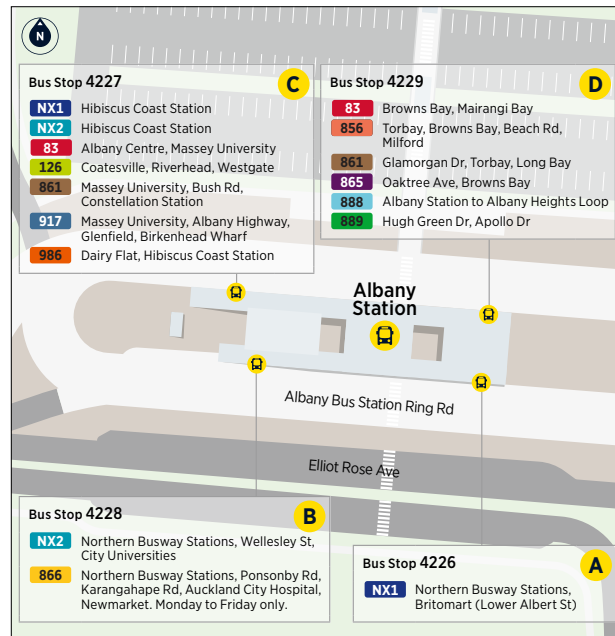 N
Bus Stop 4227
C
NX1 Hibiscus Coast Station
NX2 Hibiscus Coast Station
83 Albany Centre, Massey University
126 Coatesville, Riverhead, Westgate
861 Massey University, Bush Rd,
Constellation Station
917 Massey University, Albany Highway,
Glenfield, Birkenhead Wharf
986 Dairy Flat, Hibiscus Coast Station
Bus Stop 4229
D
83 Browns Bay, Mairangi Bay
856 Torbay, Browns Bay, Beach Rd,
Milford
861 Glamorgan Dr, Torbay, Long Bay
865 Oaktree Ave, Browns Bay
888 Albany Station to Albany Heights Loop
889 Hugh Green Dr, Apollo Dr
Albany
Station
Albany Bus Station Ring Rd
Elliot Rose Ave
Bus Stop 4228
B
NX2 Northern Busway Stations, Wellesley St,
City Universities
866 Northern Busway Stations, Ponsonby Rd,
Karangahape Rd, Auckland City Hospital,
Newmarket. Monday to Friday only.
Bus Stop 4226
A
NX1 Northern Busway Stations,
Britomart (Lower Albert St)